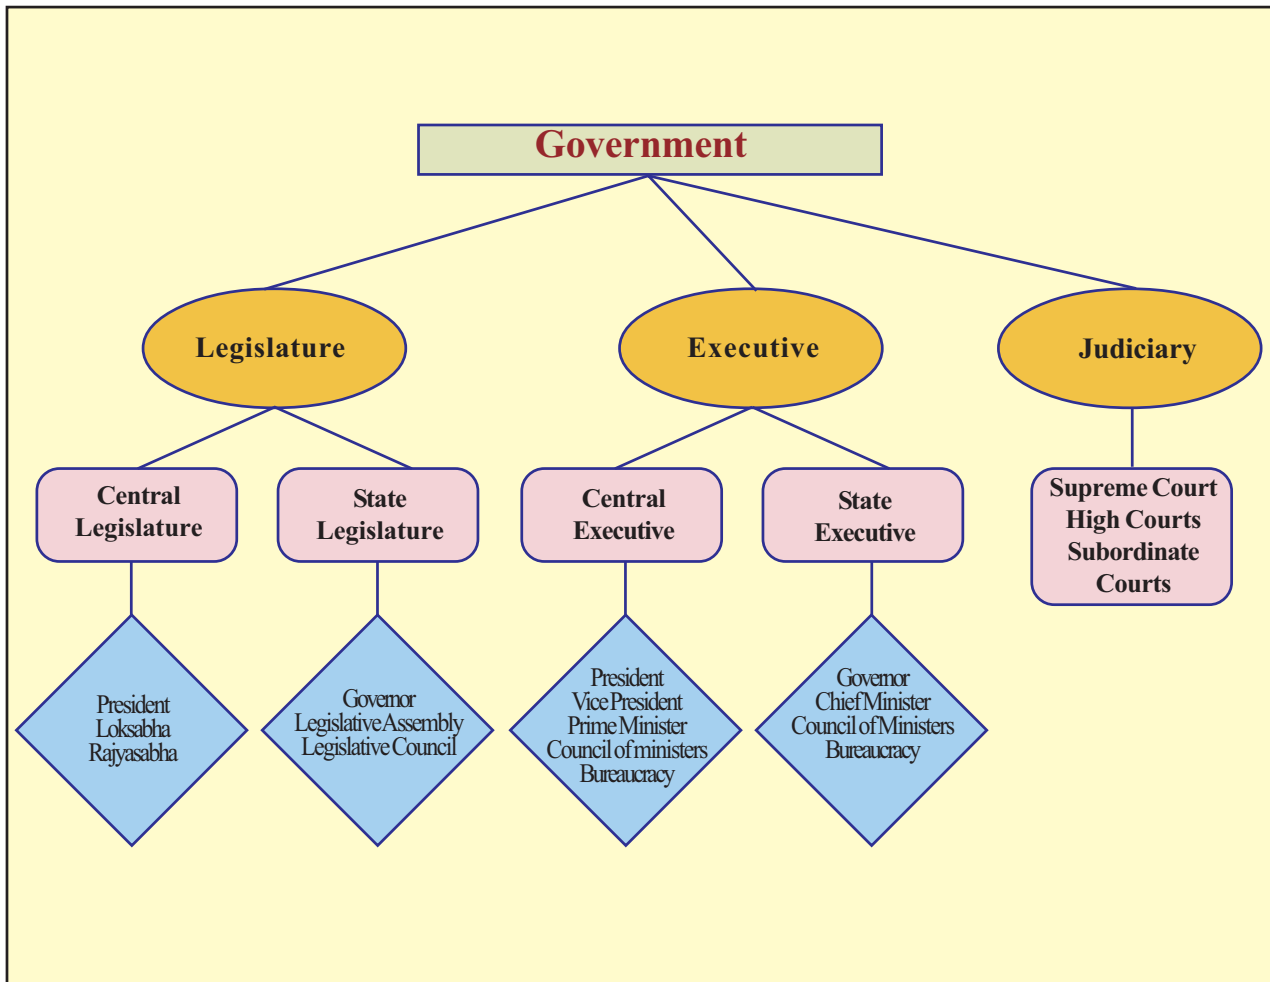 Government
Legislature
Executive
Judiciary
Central
Legislature
State
Legislature
Central
Executive
State
Executive
Supreme Court
High Courts
Subordinate
Courts
President
Loksabha
Rajyasabha
Governor
Legislative Assembly
Legislative Council
President
Vice President
Prime Minister
Council of ministers
Bureaucracy
Governor
Chief Minister
Council of Ministers
Bureaucracy